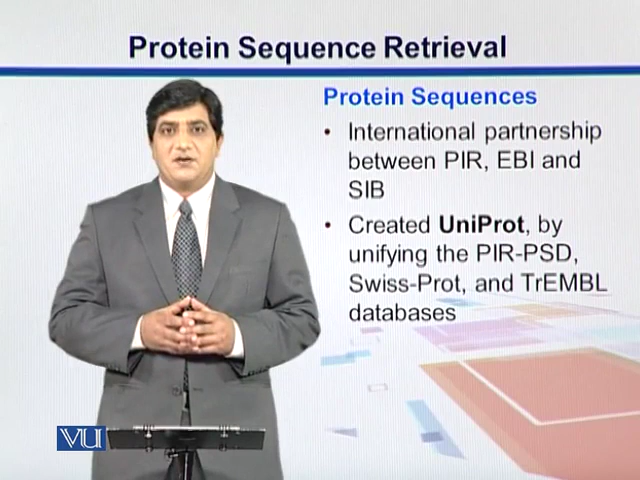 Protein Sequence Retrieval
Protein Sequences
• International partnership
between PIR, EBI and
SIB
• Created UniProt, by
unifying the PIR-PSD,
Swiss-Prot, and TrEMBL
databases
VU